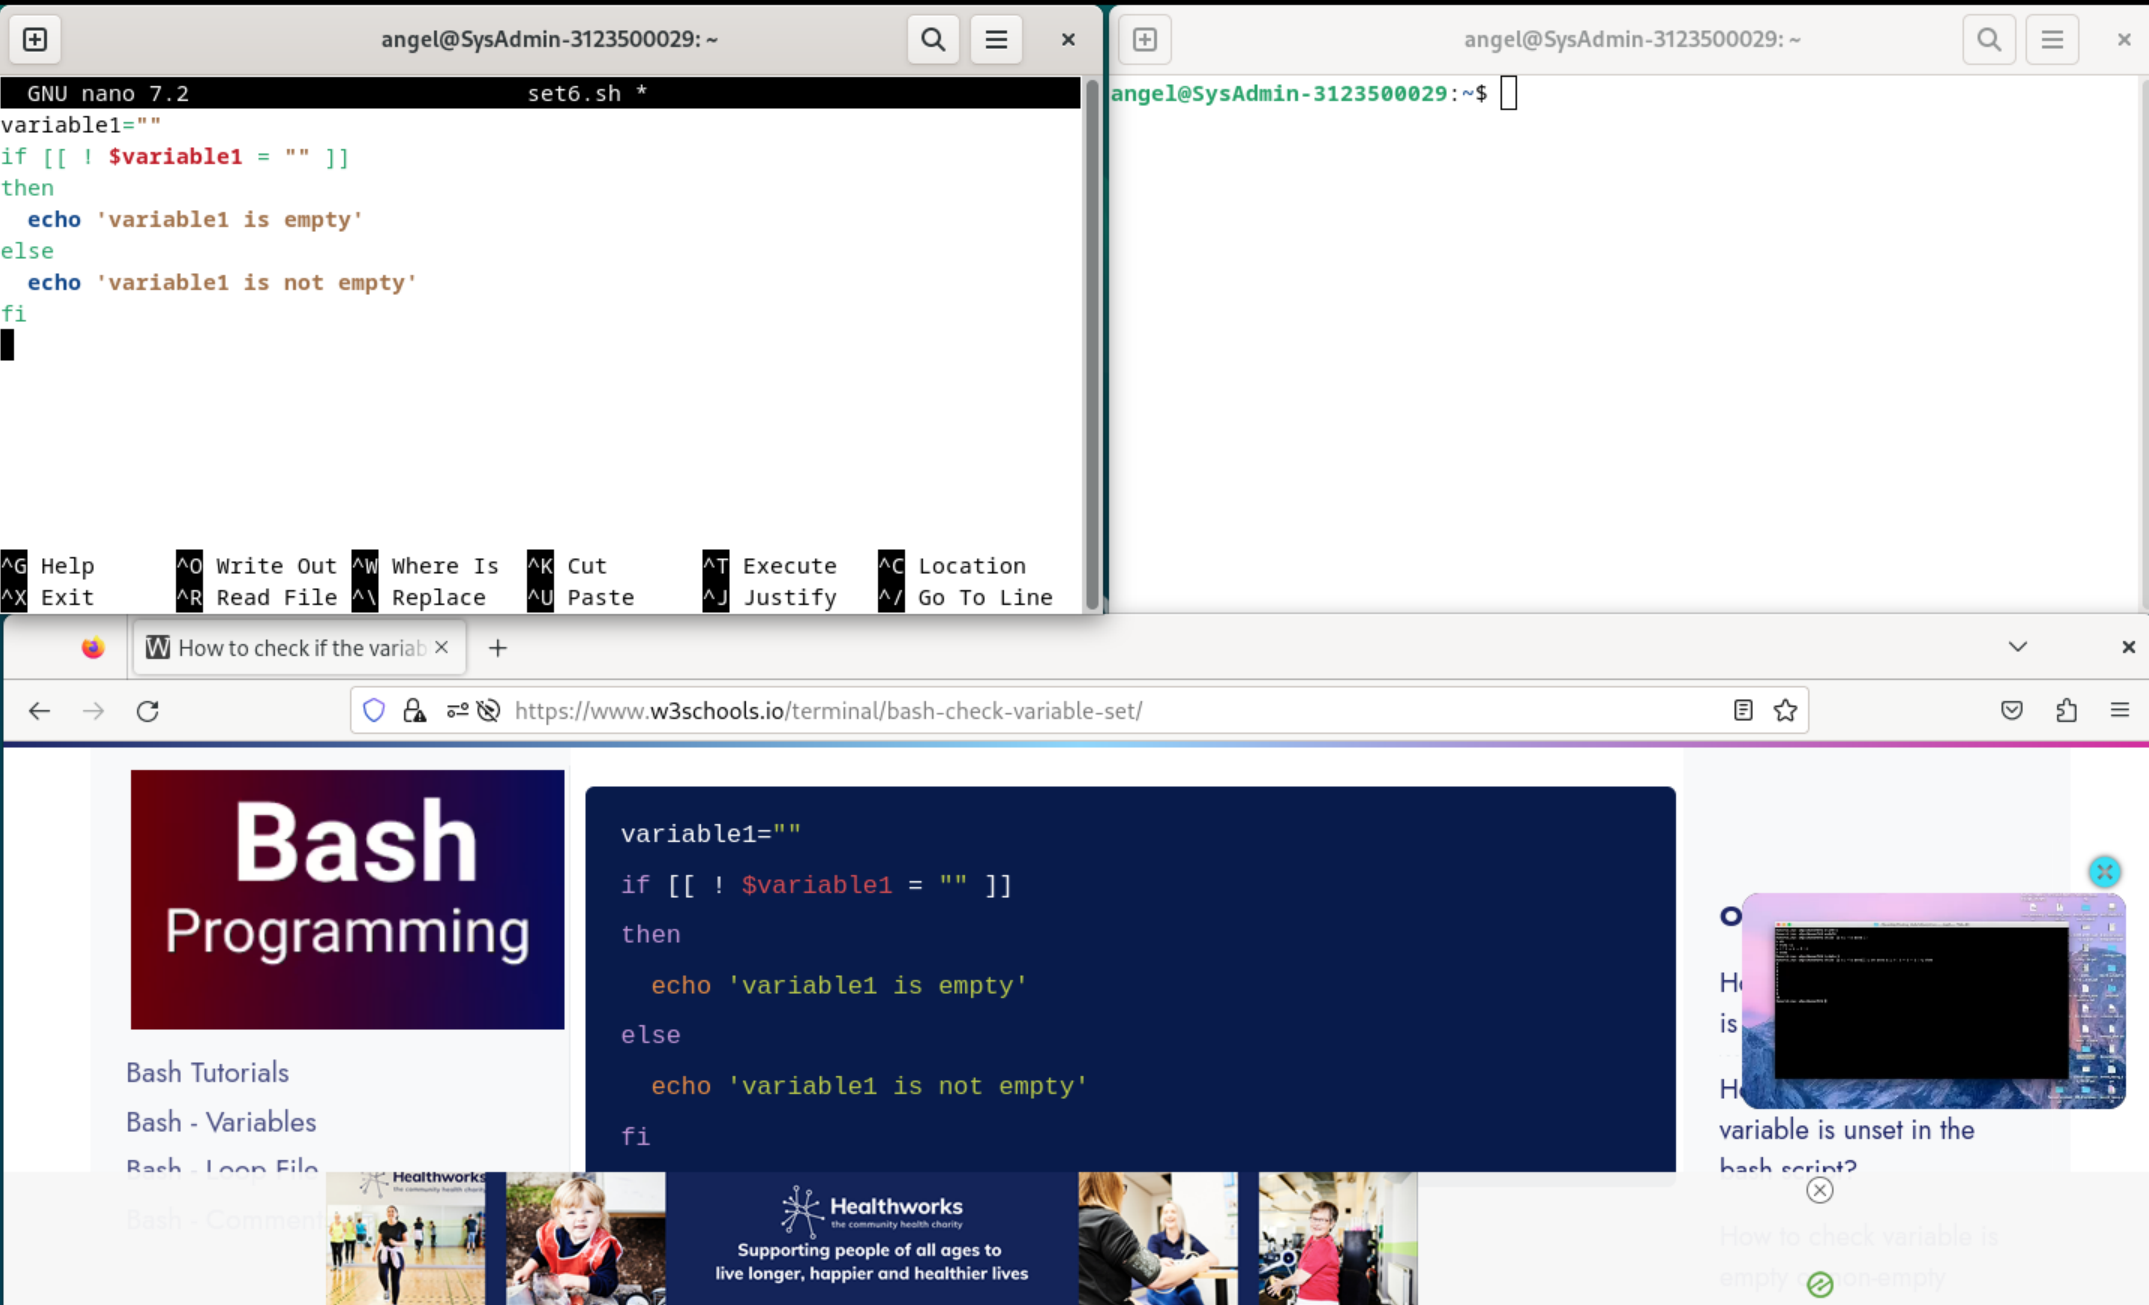 angel@SysAdmin-3123500029: ~
GNU nano 7.2 set6.sh *
variable1=""
if [[ ! $variable1 = "" ]]
then
  echo 'variable1 is empty'
else
  echo 'variable1 is not empty'
fi
^G Help ^O Write Out ^W Where Is ^K Cut ^T Execute ^C Location
^X Exit ^R Read File ^\ Replace ^U Paste ^J Justify ^/ Go To Line
angel@SysAdmin-3123500029: ~
angel@SysAdmin-3123500029:~$
How to check if the variab
https://www.w3schools.io/terminal/bash-check-variable-set/
Bash
Programming
Bash Tutorials
Bash - Variables
Bash - Loop File
Bash - Comment
variable1=""
if [[ ! $variable1 = "" ]]
then
  echo 'variable1 is empty'
else
  echo 'variable1 is not empty'
fi
is
variable is unset in the
bash script?
How to check variable is
empty or non-empty
Healthworks
the community health charity
Healthworks
the community health charity
Supporting people of all ages to
live longer, happier and healthier lives